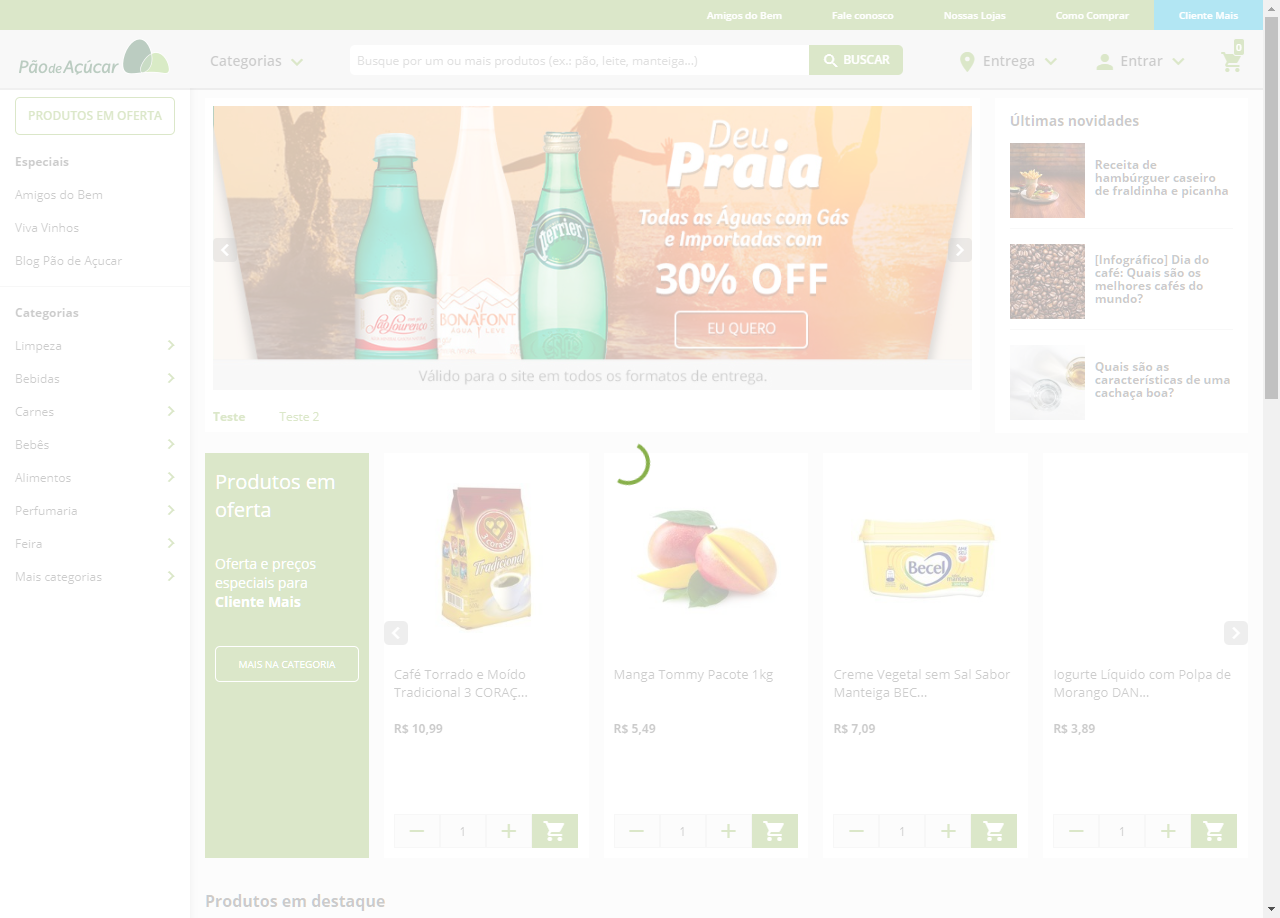 Amigos do Bem
Fale conosco
Nossas Lojas
Como Comprar
Cliente Mais
Pão de Açúcar
Categorias
Busque por um ou mais produtos (ex.: pão, leite, manteiga...)
BUSCAR
Entrega
Entrar
0
PRODUTOS EM OFERTA
Especiais
Amigos do Bem
Viva Vinhos
Blog Pão de Açucar
Categorias
Limpeza
Bebidas
Carnes
Bebês
Alimentos
Perfumaria
Feira
Mais categorias
Deu
Praia
Todas as Águas com Gás
e Importadas com
30% OFF
EU QUERO
São Lourenço
BONAFONT
ÁGUA LEVE
perrier
Válido para o site em todos os formatos de entrega.
Teste
Teste 2
Últimas novidades
Receita de
hambúrguer caseiro
de fraldinha e picanha
[Infográfico] Dia do
café: Quais são os
melhores cafés do
mundo?
Quais são as
características de uma
cachaça boa?
Produtos em
oferta
Oferta e preços
especiais para
Cliente Mais
MAIS NA CATEGORIA
Tradicional
Café Torrado e Moído
Tradicional 3 CORAÇ...
R$ 10,99
1
Manga Tommy Pacote 1kg
R$ 5,49
1
Becel
Creme Vegetal sem Sal Sabor
Manteiga BEC...
R$ 7,09
1
Iogurte Líquido com Polpa de
Morango DAN...
R$ 3,89
1
Produtos em destaque